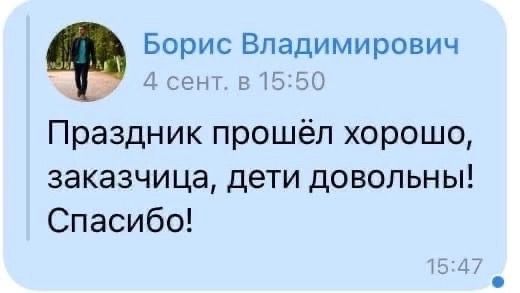 Борис Владимирович
4 сент. в 15:50
Праздник прошёл хорошо,
заказчица, дети довольны!
Спасибо!
15:47